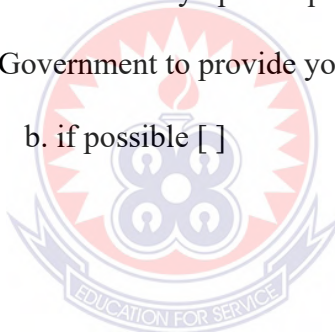 Government to provide yo
b. if possible [ ]
EDUCATION FOR SERVICE